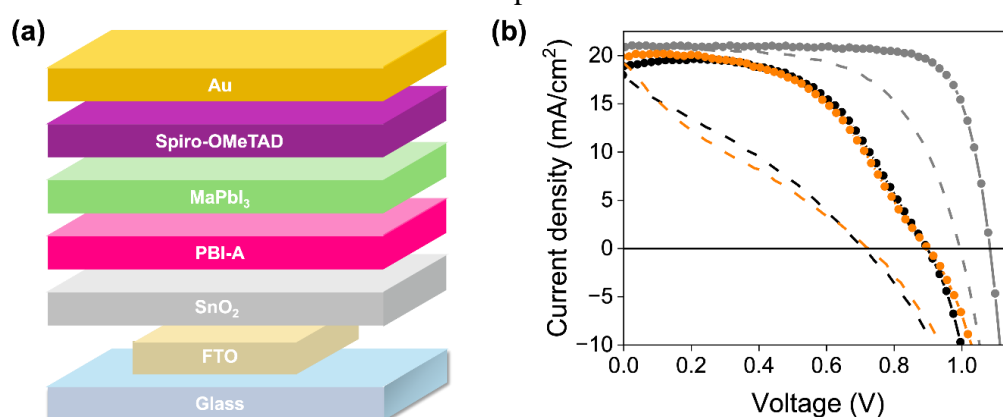 (a)
Au
Spiro-OMeTAD
MaPbI₃
PBI-A
SnO₂
FTO
Glass
(b)
Current density (mA/cm²)
20
15
10
5
0
−5
−10
0.0 0.2 0.4 0.6 0.8 1.0
Voltage (V)